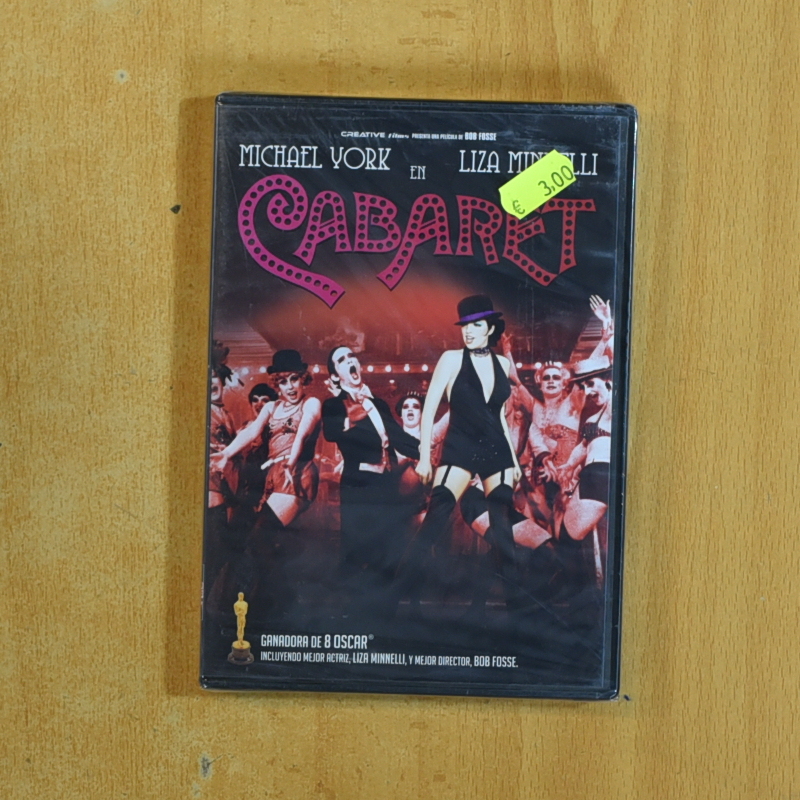 CREATIVE films PRESENTA UNA PELÍCULA DE BOB FOSSE
MICHAEL YORK EN LIZA MINNELLI
€ 3,00
CABARET
GANADORA DE 8 OSCAR®
INCLUYENDO MEJOR ACTRIZ, LIZA MINNELLI, Y MEJOR DIRECTOR, BOB FOSSE.